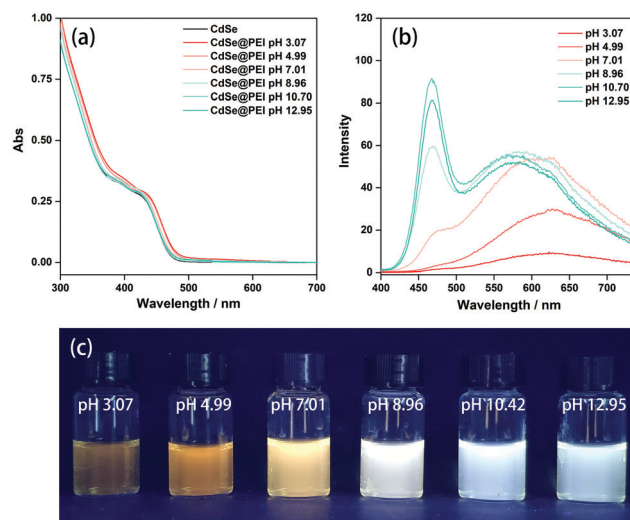 (a)
CdSe
CdSe@PEI pH 3.07
CdSe@PEI pH 4.99
CdSe@PEI pH 7.01
CdSe@PEI pH 8.96
CdSe@PEI pH 10.70
CdSe@PEI pH 12.95
1.00
0.75
0.50
0.25
0.00
Abs
300 400 500 600 700
Wavelength / nm
(b)
pH 3.07
pH 4.99
pH 7.01
pH 8.96
pH 10.70
pH 12.95
120
100
80
60
40
20
0
Intensity
400 450 500 550 600 650 700
Wavelength / nm
(c)
pH 3.07 pH 4.99 pH 7.01 pH 8.96 pH 10.42 pH 12.95